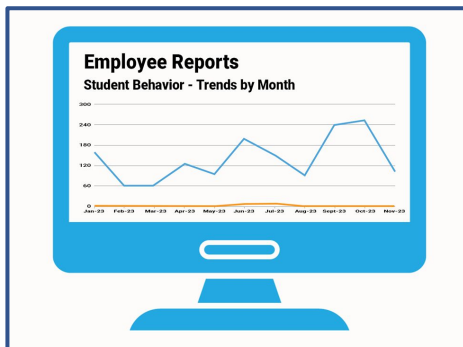 Employee Reports
Student Behavior - Trends by Month
300
240
180
120
60
0
Jan-23 Feb-23 Mar-23 Apr-23 May-23 Jun-23 Jul-23 Aug-23 Sept-23 Oct-23 Nov-23